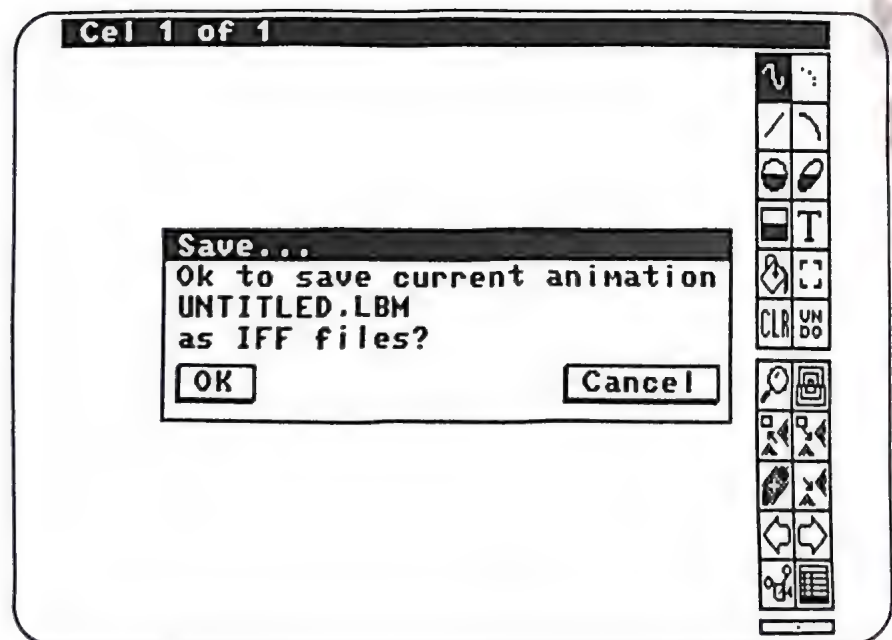 Cel 1 of 1
Save...
Ok to save current animation
UNTITLED.LBM
as IFF files?
OK
Cancel
T
CLR
UN
DO